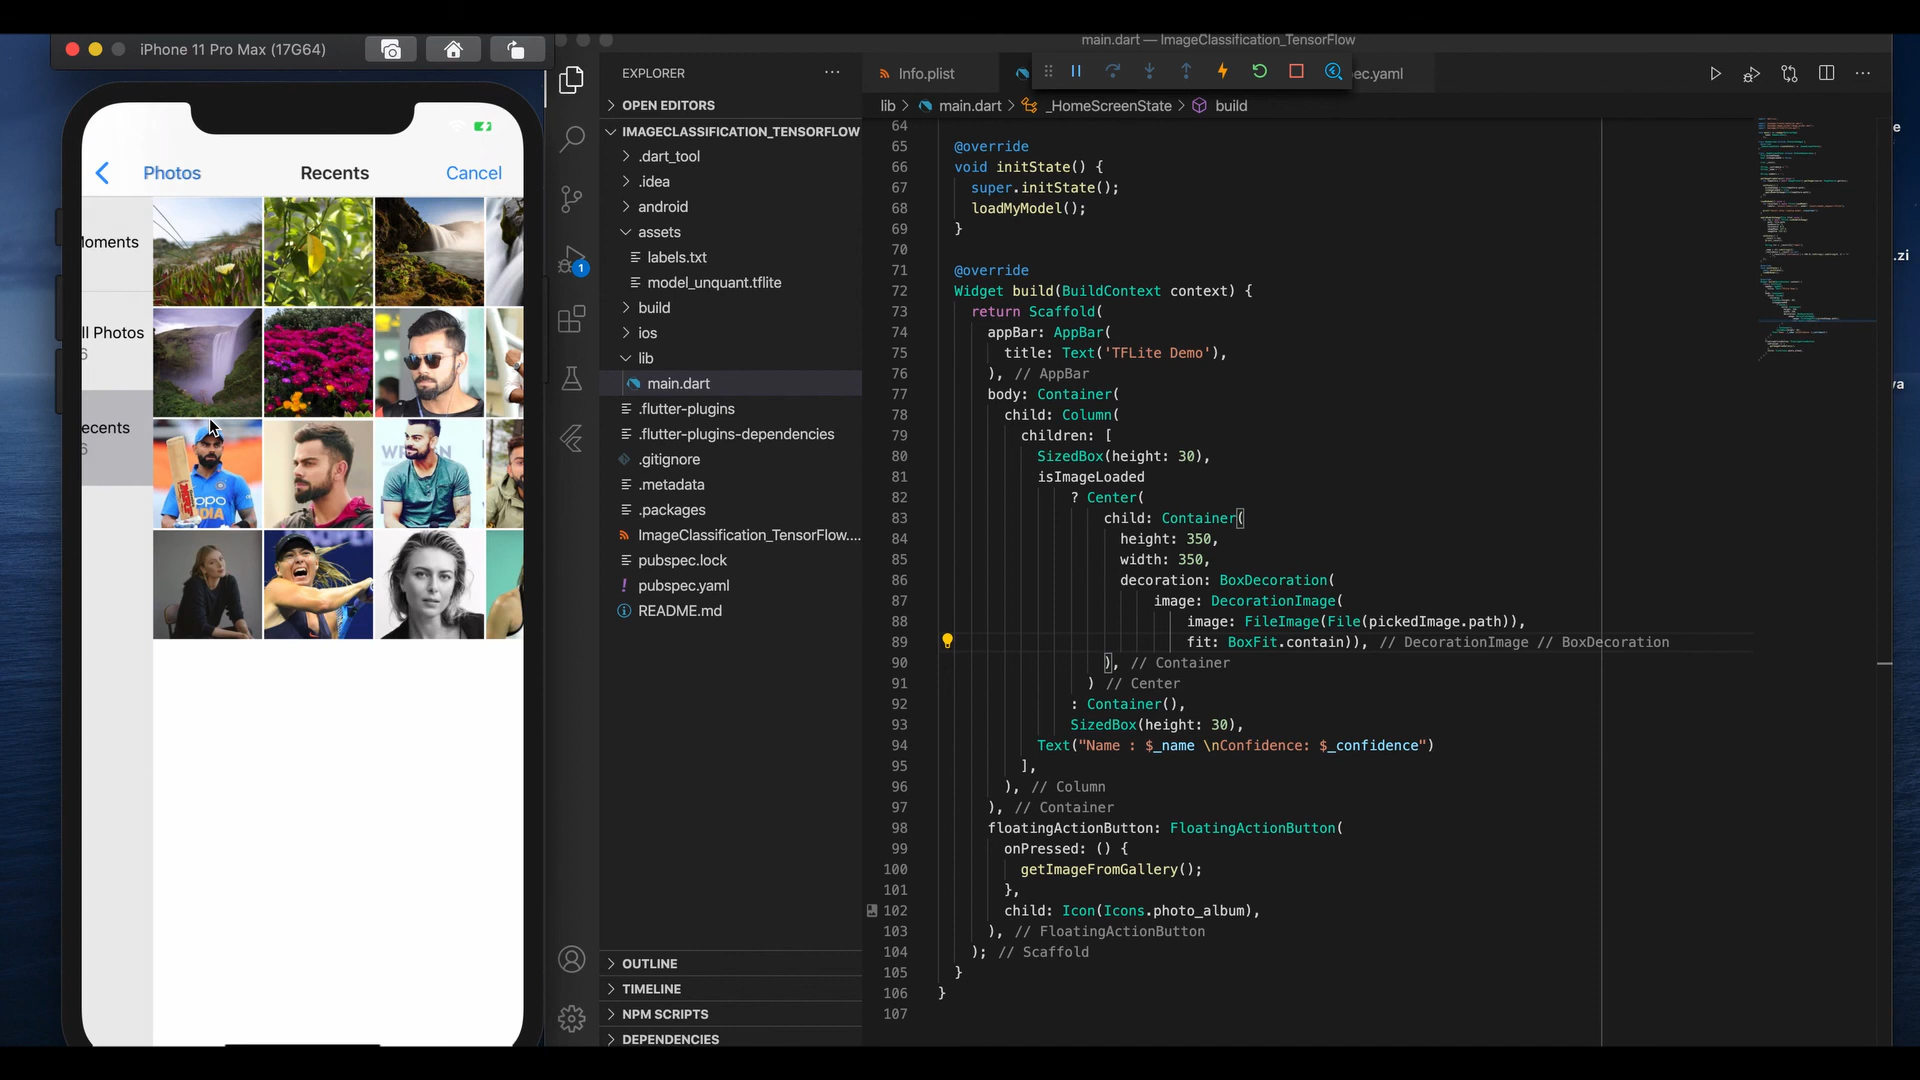 iPhone 11 Pro Max (17G64)
Photos
Recents
Cancel
oments
ll Photos
6
ecents
6
OPPO
INDIA
main.dart — ImageClassification_TensorFlow
EXPLORER
OPEN EDITORS
IMAGECLASSIFICATION_TENSORFLOW
.dart_tool
.idea
android
assets
labels.txt
model_unquant.tflite
build
ios
lib
main.dart
.flutter-plugins
.flutter-plugins-dependencies
.gitignore
.metadata
.packages
ImageClassification_TensorFlow....
pubspec.lock
pubspec.yaml
README.md
OUTLINE
TIMELINE
NPM SCRIPTS
DEPENDENCIES
1
Info.plist
pec.yaml
lib > main.dart > _HomeScreenState > build
64
65 @override
66 void initState() {
67 super.initState();
68 loadMyModel();
69 }
70
71 @override
72 Widget build(BuildContext context) {
73 return Scaffold(
74 appBar: AppBar(
75 title: Text('TFLite Demo'),
76 ), // AppBar
77 body: Container(
78 child: Column(
79 children: [
80 SizedBox(height: 30),
81 isImageLoaded
82 ? Center(
83 child: Container(
84 height: 350,
85 width: 350,
86 decoration: BoxDecoration(
87 image: DecorationImage(
88 image: FileImage(File(pickedImage.path)),
89 fit: BoxFit.contain)), // DecorationImage // BoxDecoration
90 ), // Container
91 ) // Center
92 : Container(),
93 SizedBox(height: 30),
94 Text("Name : $_name \nConfidence: $_confidence")
95 ],
96 ), // Column
97 ), // Container
98 floatingActionButton: FloatingActionButton(
99 onPressed: () {
100 getImageFromGallery();
101 },
102 child: Icon(Icons.photo_album),
103 ), // FloatingActionButton
104 ); // Scaffold
105 }
106 }
107
e
.zi
va